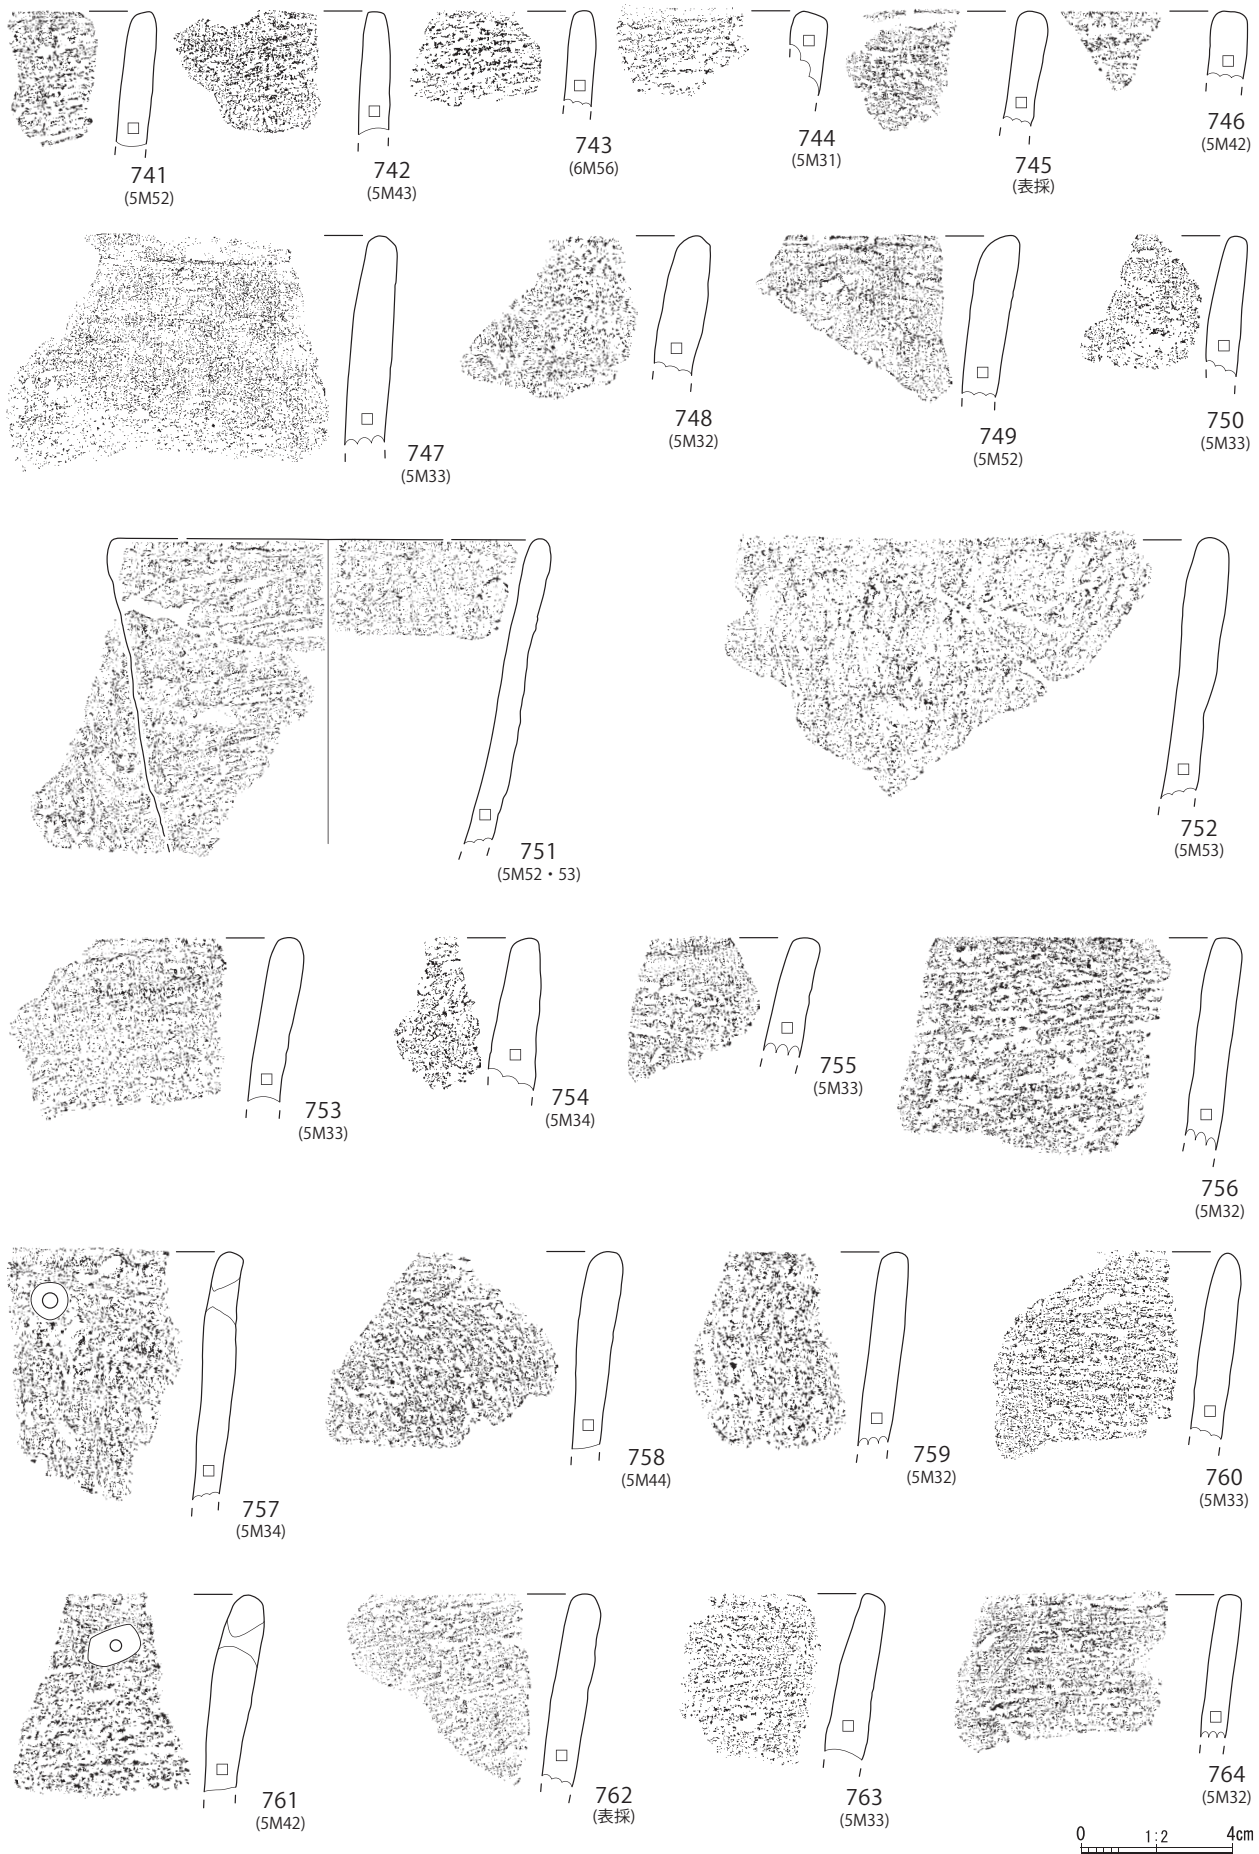 741
(5M52)
742
(5M43)
743
(6M56)
744
(5M31)
745
(表採)
746
(5M42)
747
(5M33)
748
(5M32)
749
(5M52)
750
(5M33)
751
(5M52・53)
752
(5M53)
753
(5M33)
754
(5M34)
755
(5M33)
756
(5M32)
757
(5M34)
758
(5M44)
759
(5M32)
760
(5M33)
761
(5M42)
762
(表採)
763
(5M33)
764
(5M32)
0 1:2 4cm